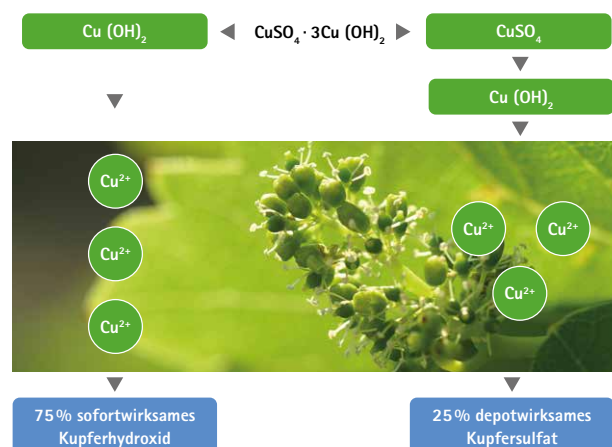 Cu (OH)₂
CuSO₄ · 3Cu (OH)₂
CuSO₄
Cu (OH)₂
Cu²⁺
Cu²⁺
Cu²⁺
Cu²⁺
Cu²⁺
Cu²⁺
75 % sofortwirksames
Kupferhydroxid
25 % depotwirksames
Kupfersulfat